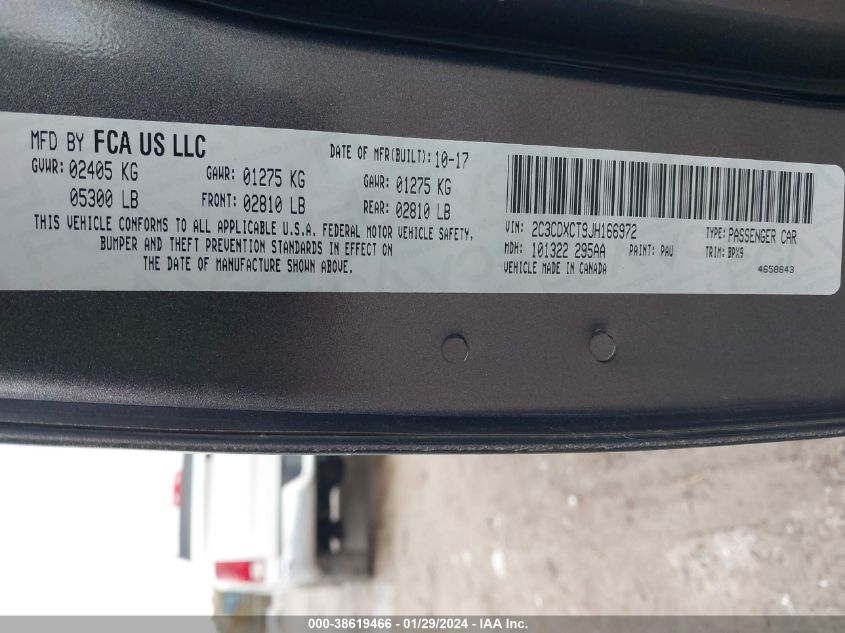 MFD BY FCA US LLC
DATE OF MFR(BUILT): 10-17
GVWR: 02405 KG
GAWR: 01275 KG
GAWR: 01275 KG
05300 LB
FRONT: 02810 LB
REAR: 02810 LB
THIS VEHICLE CONFORMS TO ALL APPLICABLE U.S.A. FEDERAL MOTOR VEHICLE SAFETY,
BUMPER AND THEFT PREVENTION STANDARDS IN EFFECT ON
THE DATE OF MANUFACTURE SHOWN ABOVE.
VIN: 2C3CDXCT9JH166972
TYPE: PASSENGER CAR
MDH: 101322 295AA
PAINT: PAU
TRIM: BPX9
VEHICLE MADE IN CANADA
4658843
000-38619466 - 01/29/2024 - IAA, Inc.